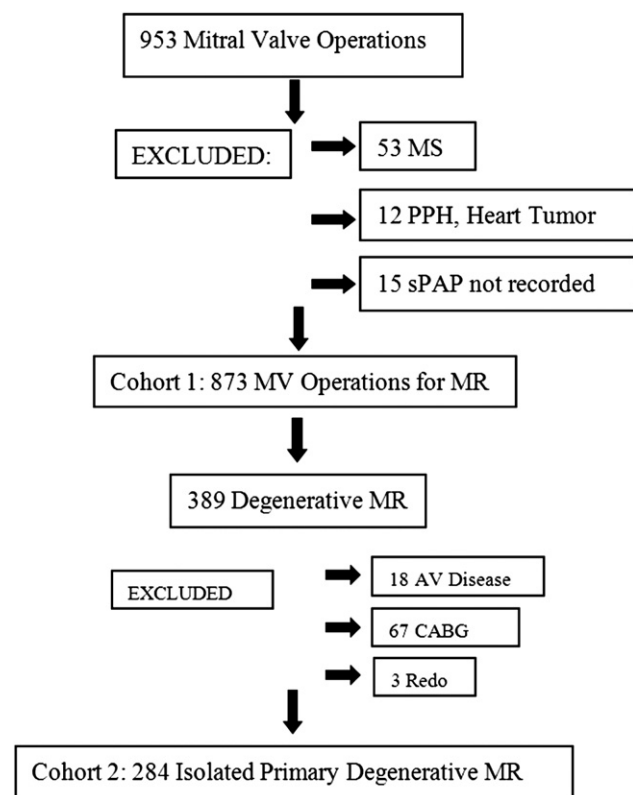 953 Mitral Valve Operations
EXCLUDED:
53 MS
12 PPH, Heart Tumor
15 sPAP not recorded
Cohort 1: 873 MV Operations for MR
389 Degenerative MR
EXCLUDED
18 AV Disease
67 CABG
3 Redo
Cohort 2: 284 Isolated Primary Degenerative MR